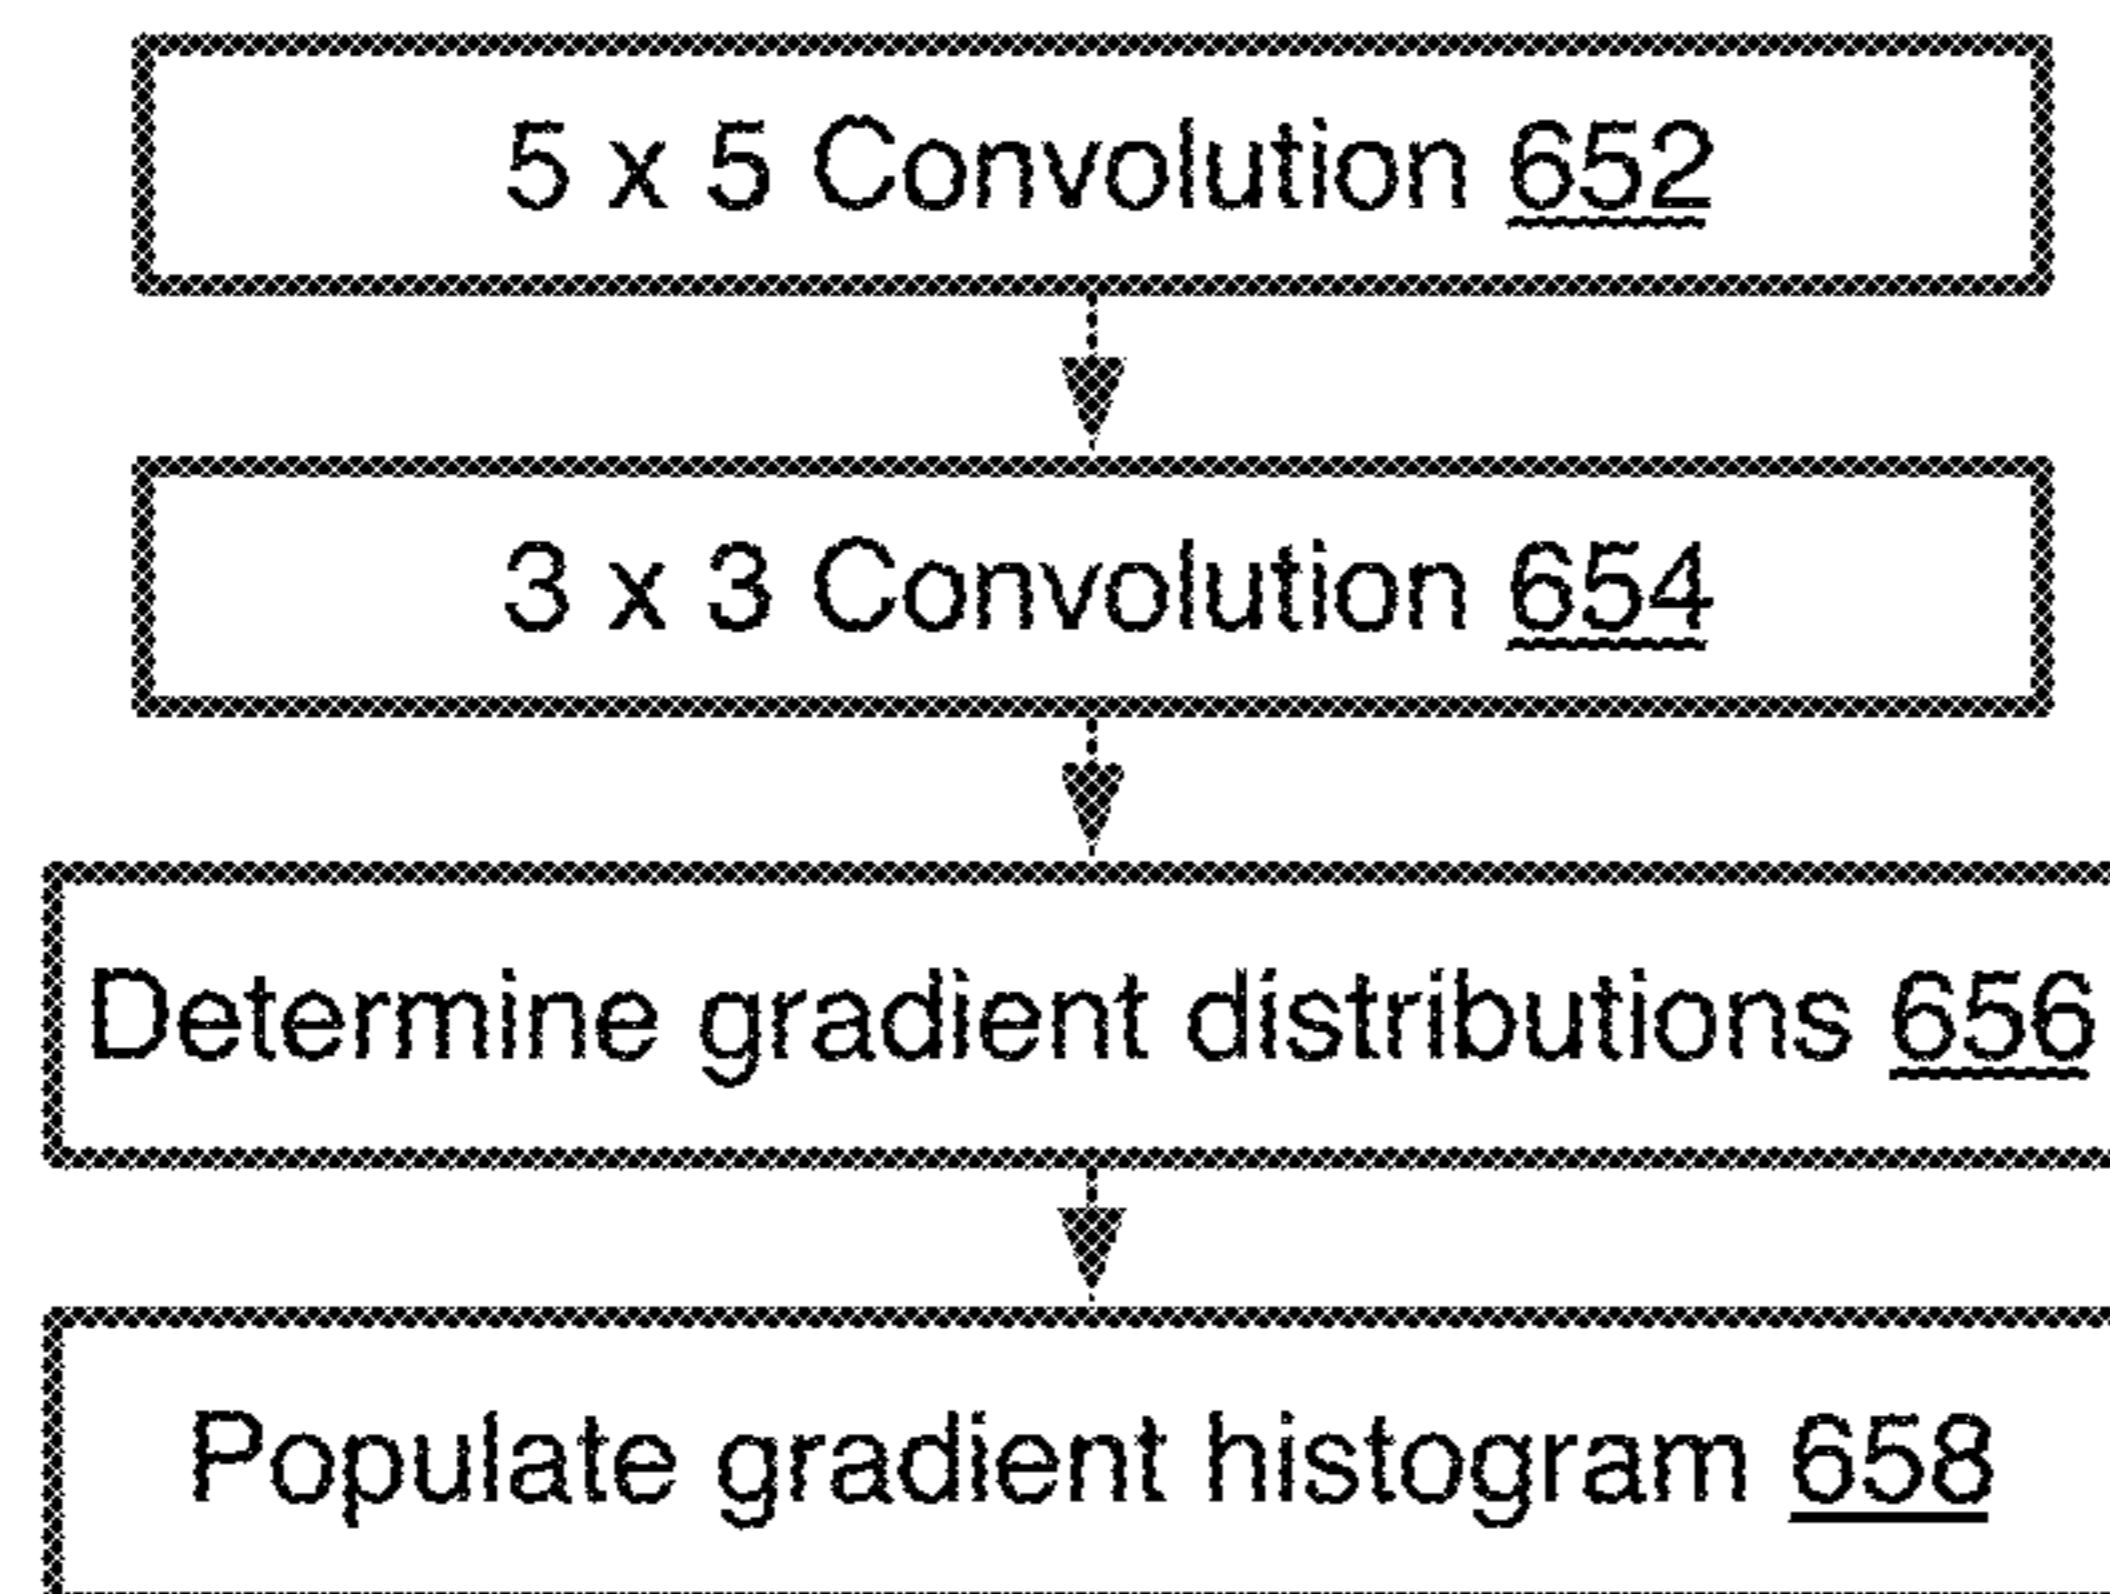 5 x 5 Convolution 652
3 x 3 Convolution 654
Determine gradient distributions 656
Populate gradient histogram 658